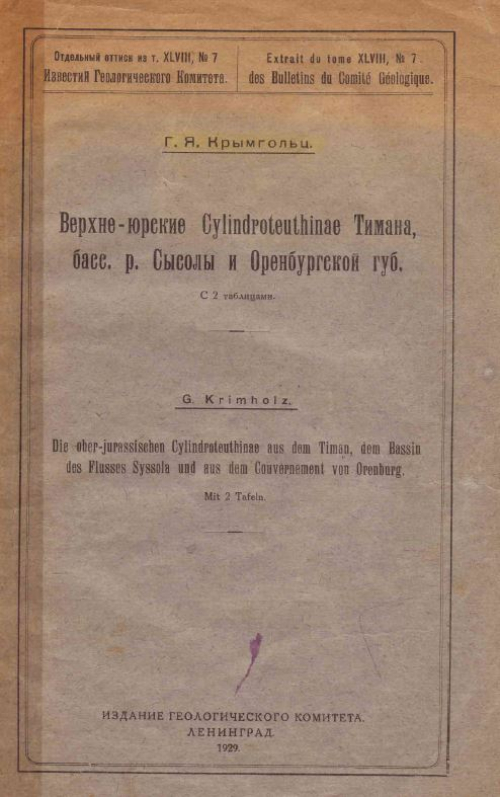 Отдельный оттиск из т. XLVIII, № 7
Известий Геологического Комитета.
Extrait du tome XLVIII, № 7.
des Bulletins du Comité Géologique.
Г. Я. Крымгольц.
Верхне-юрские Cylindroteuthinae Тимана,
басс. р. Сысолы и Оренбургской губ.
С 2 таблицами.
G. Krimholz.
Die ober-jurassischen Cylindroteuthinae aus dem Timan, dem Bassin
des Flusses Syssola und aus dem Gouvernement von Orenburg.
Mit 2 Tafeln.
ИЗДАНИЕ ГЕОЛОГИЧЕСКОГО КОМИТЕТА.
ЛЕНИНГРАД.
1929.